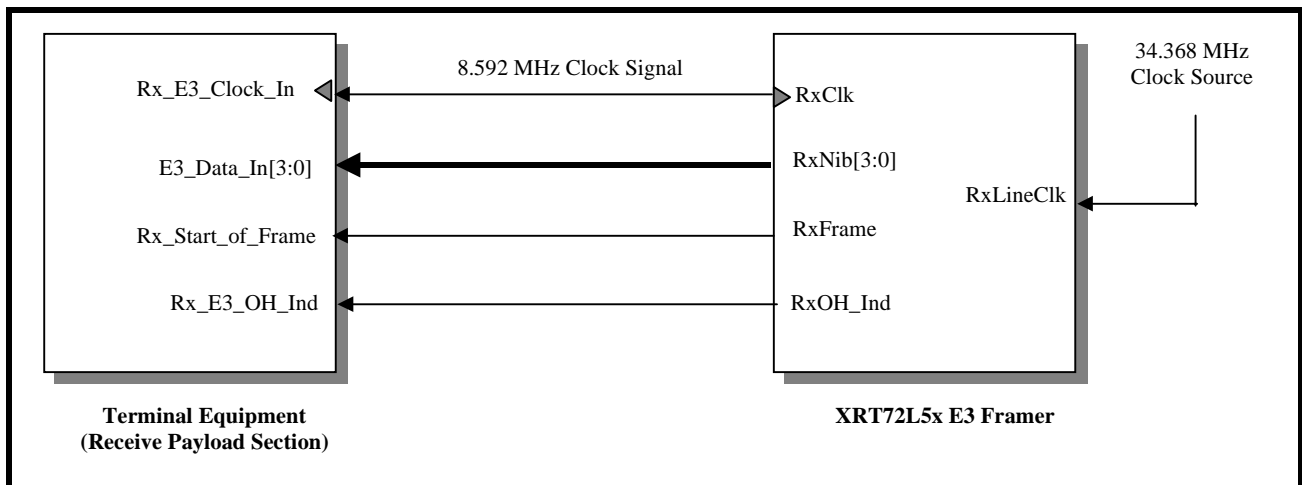 34.368 MHz
Clock Source
8.592 MHz Clock Signal
Rx_E3_Clock_In
RxClk
E3_Data_In[3:0]
RxNib[3:0]
RxLineClk
Rx_Start_of_Frame
RxFrame
Rx_E3_OH_Ind
RxOH_Ind
Terminal Equipment
(Receive Payload Section)
XRT72L5x E3 Framer